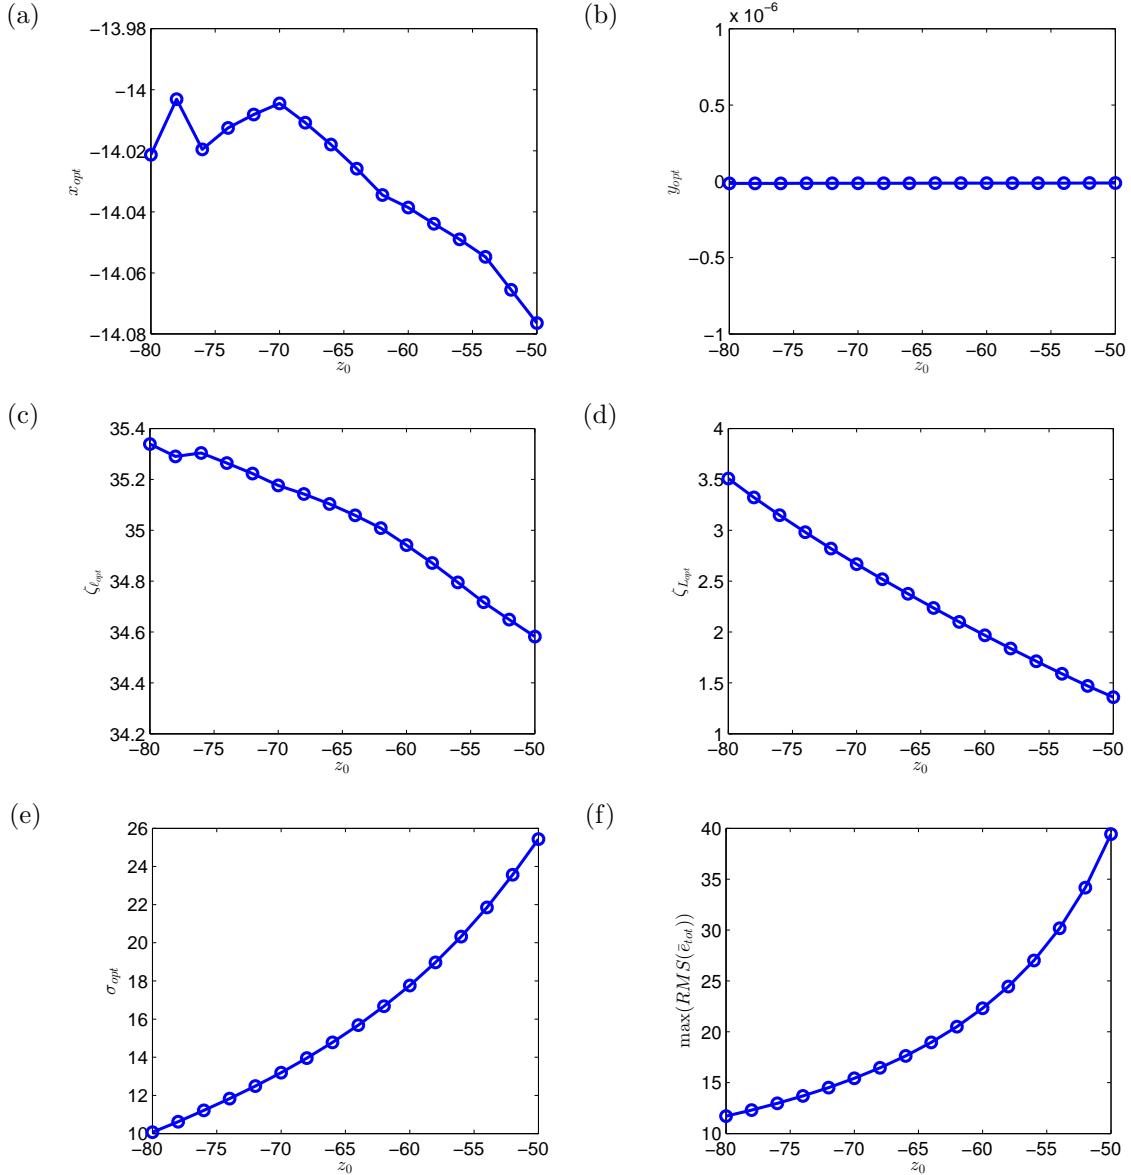 (a)
−13.98
−14
−14.02
−14.04
−14.06
−14.08
x_opt
−80 −75 −70 −65 −60 −55 −50
z_0
(b)
x 10^−6
1
0.5
0
−0.5
−1
y_opt
−80 −75 −70 −65 −60 −55 −50
z_0
(c)
35.4
35.2
35
34.8
34.6
34.4
34.2
ζ_ℓ_opt
−80 −75 −70 −65 −60 −55 −50
z_0
(d)
4
3.5
3
2.5
2
1.5
1
ζ_L_opt
−80 −75 −70 −65 −60 −55 −50
z_0
(e)
26
24
22
20
18
16
14
12
10
σ_opt
−80 −75 −70 −65 −60 −55 −50
z_0
(f)
40
35
30
25
20
15
10
max(RMS(ē_tot))
−80 −75 −70 −65 −60 −55 −50
z_0